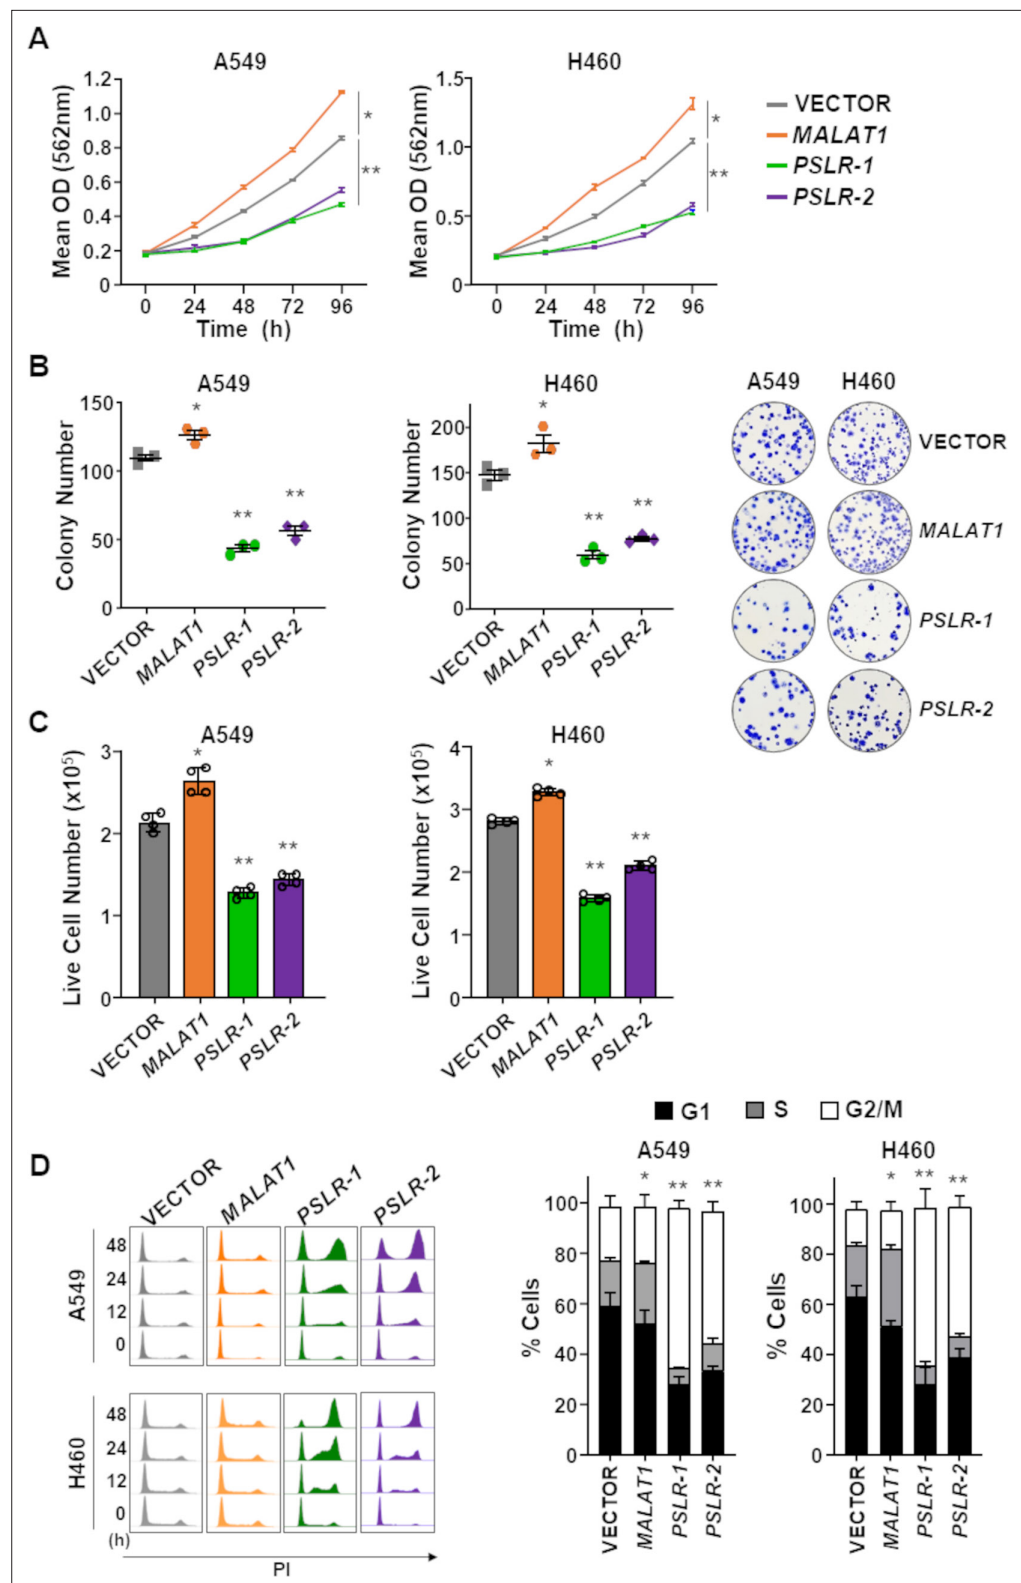 A
A549
H460
Mean OD (562nm)
1.2
1.0
0.8
0.6
0.4
0.2
0
0 24 48 72 96
Time (h)
*
**
Mean OD (562nm)
1.5
1.0
0.5
0
0 24 48 72 96
Time (h)
*
**
VECTOR
MALAT1
PSLR-1
PSLR-2
B
A549
Colony Number
150
100
50
0
*
**
**
VECTOR
MALAT1
PSLR-1
PSLR-2
H460
Colony Number
200
150
100
50
0
*
**
**
VECTOR
MALAT1
PSLR-1
PSLR-2
A549 H460
VECTOR
MALAT1
PSLR-1
PSLR-2
C
A549
Live Cell Number (x10⁵)
3
2
1
0
*
**
**
VECTOR
MALAT1
PSLR-1
PSLR-2
H460
Live Cell Number (x10⁵)
4
3
2
1
0
*
**
**
VECTOR
MALAT1
PSLR-1
PSLR-2
D
VECTOR
MALAT1
PSLR-1
PSLR-2
A549
48
24
12
0
H460
48
24
12
0
(h)
PI
G1 S G2/M
A549
% Cells
100
80
60
40
20
0
* ** **
VECTOR
MALAT1
PSLR-1
PSLR-2
H460
% Cells
100
80
60
40
20
0
* ** **
VECTOR
MALAT1
PSLR-1
PSLR-2